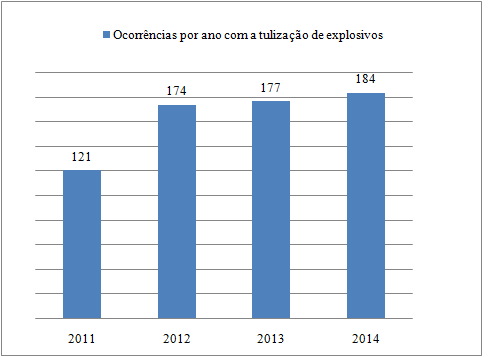 Ocorrências por ano com a tulização de explosivos
184
177
174
121
2011 2012 2013 2014